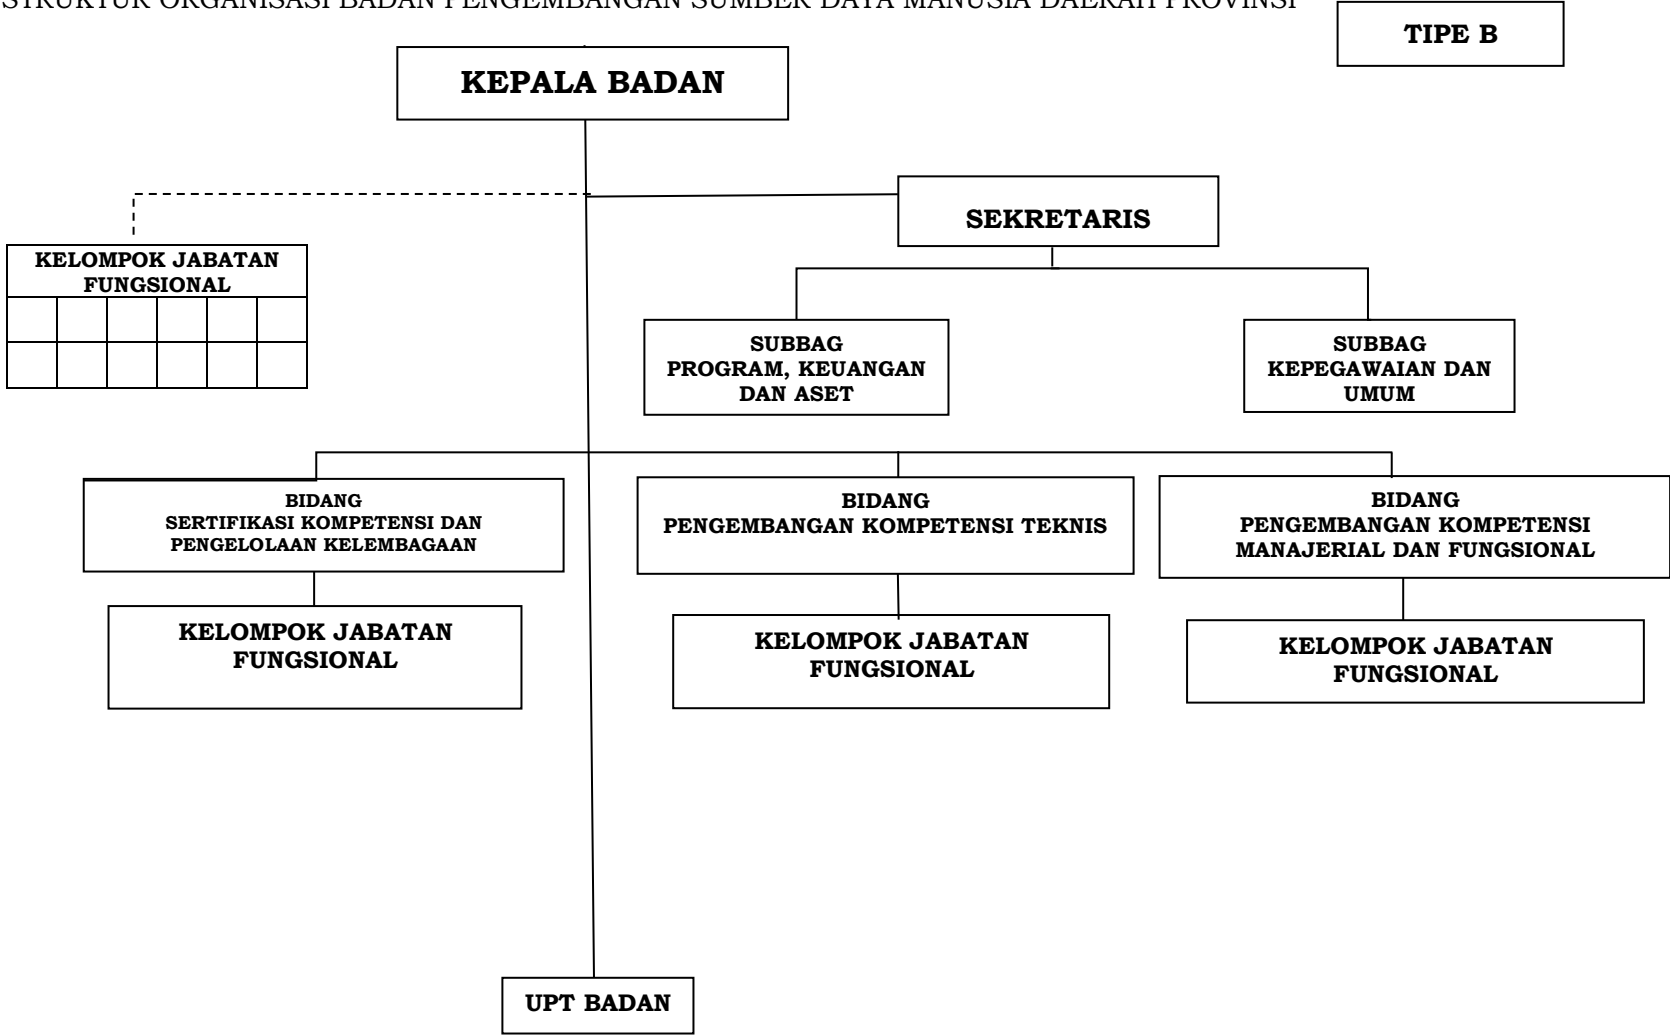 STRUKTUR ORGANISASI BADAN PENGEMBANGAN SUMBER DAYA MANUSIA DAERAH PROVINSI
TIPE B
KEPALA BADAN
SEKRETARIS
KELOMPOK JABATAN
FUNGSIONAL
SUBBAG
PROGRAM, KEUANGAN
DAN ASET
SUBBAG
KEPEGAWAIAN DAN
UMUM
BIDANG
SERTIFIKASI KOMPETENSI DAN
PENGELOLAAN KELEMBAGAAN
BIDANG
PENGEMBANGAN KOMPETENSI TEKNIS
BIDANG
PENGEMBANGAN KOMPETENSI
MANAJERIAL DAN FUNGSIONAL
KELOMPOK JABATAN
FUNGSIONAL
KELOMPOK JABATAN
FUNGSIONAL
KELOMPOK JABATAN
FUNGSIONAL
UPT BADAN